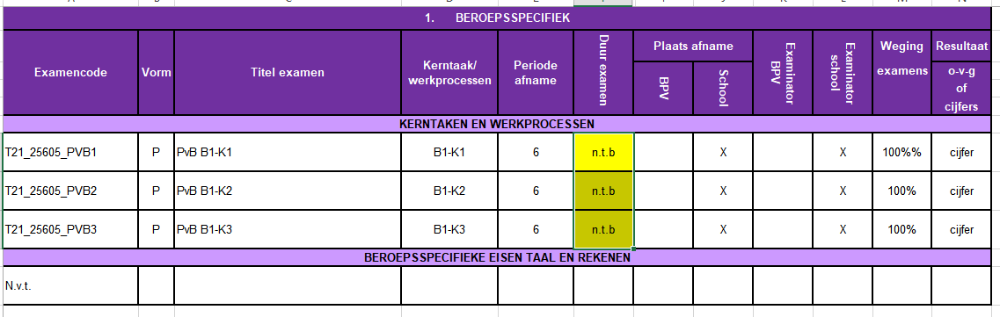 1. BEROEPSSPECIFIEK
Examencode Vorm Titel examen Kerntaak/ werkprocessen Periode afname Duur examen Plaats afname BPV School Examinator BPV Examinator school Weging examens Resultaat o-v-g of cijfers
KERNTAKEN EN WERKPROCESSEN
T21_25605_PVB1 P PvB B1-K1 B1-K1 6 n.t.b X X 100%% cijfer
T21_25605_PVB2 P PvB B1-K2 B1-K2 6 n.t.b X X 100% cijfer
T21_25605_PVB3 P PvB B1-K3 B1-K3 6 n.t.b X X 100% cijfer
BEROEPSSPECIFIEKE EISEN TAAL EN REKENEN
N.v.t.